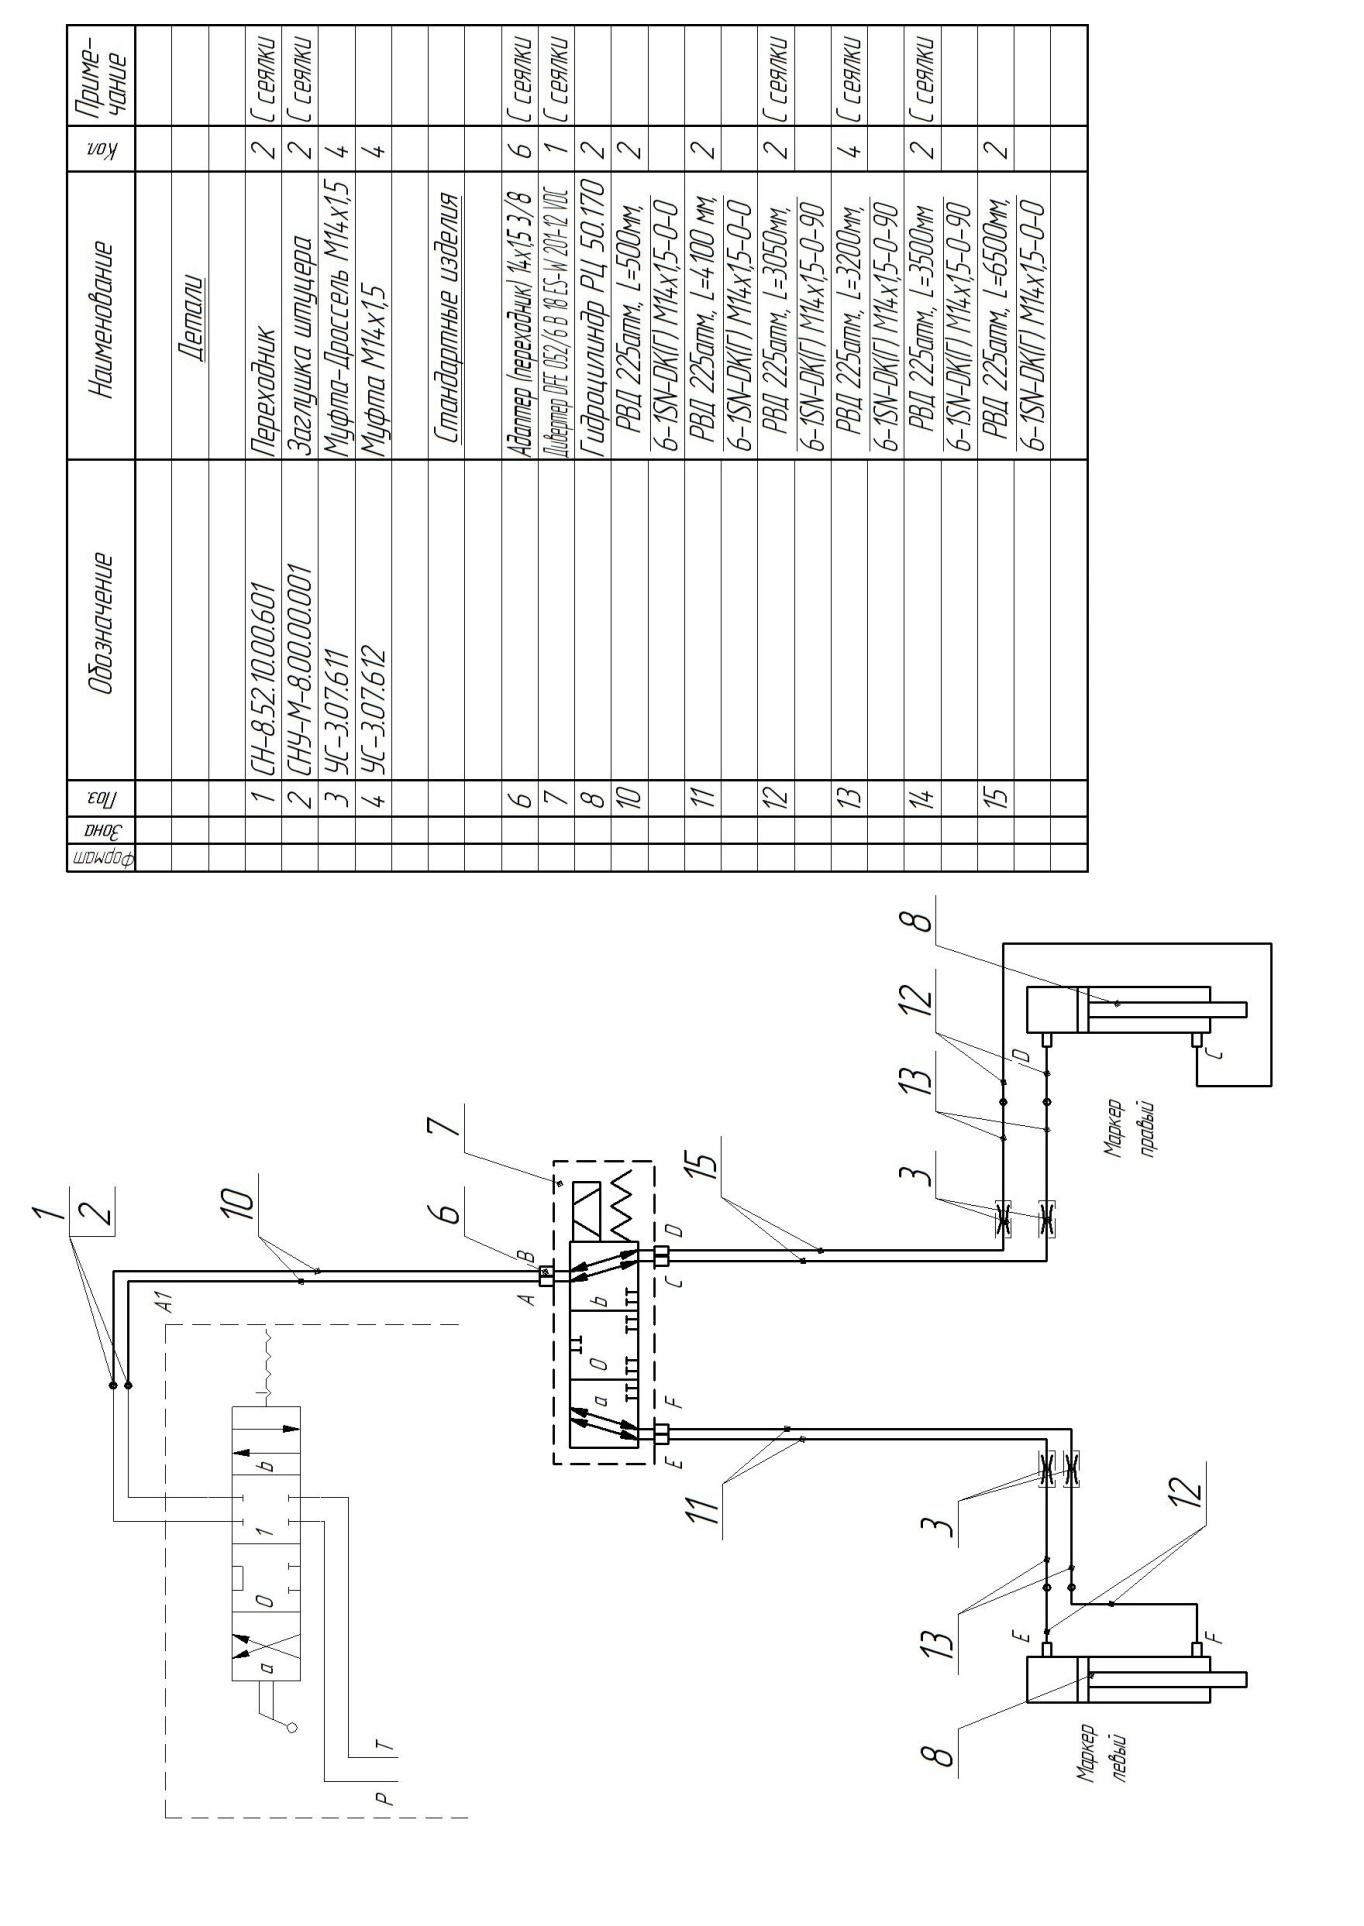 1
2
10
A1
a
0
1
b
P
T
7
6
A
B
a
0
b
E
F
C
D
15
11
3
13
12
8
D
C
Маркер
правый
3
13
12
8
E
F
Маркер
левый
Формат Зона Поз. Обозначение Наименование Кол. Приме-
чание
Детали
1 СН-8.52.10.00.601 Переходник 2 С сеялки
2 СНУ-М-8.00.00.001 Заглушка штуцера 2 С сеялки
3 УС-3.07.611 Муфта-Дроссель М14х1,5 4
4 УС-3.07.612 Муфта М14х1,5 4
Стандартные изделия
6 Адаптер (переходник) 14х1,5 3/8 6 С сеялки
7 Дивертер DFE 052/6 B 18 ES-W 201-12 VDC 1 С сеялки
8 Гидроцилиндр РЦ 50.170 2
10 РВД 225атм, L=500мм, 2
6-1SN-DK(Г) М14х1,5-0-0
11 РВД 225атм, L=4100 мм, 2
6-1SN-DK(Г) М14х1,5-0-0
12 РВД 225атм, L=3050мм, 2 С сеялки
6-1SN-DK(Г) М14х1,5-0-90
13 РВД 225атм, L=3200мм, 4 С сеялки
6-1SN-DK(Г) М14х1,5-0-90
14 РВД 225атм, L=3500мм 2 С сеялки
6-1SN-DK(Г) М14х1,5-0-90
15 РВД 225атм, L=6500мм, 2
6-1SN-DK(Г) М14х1,5-0-0